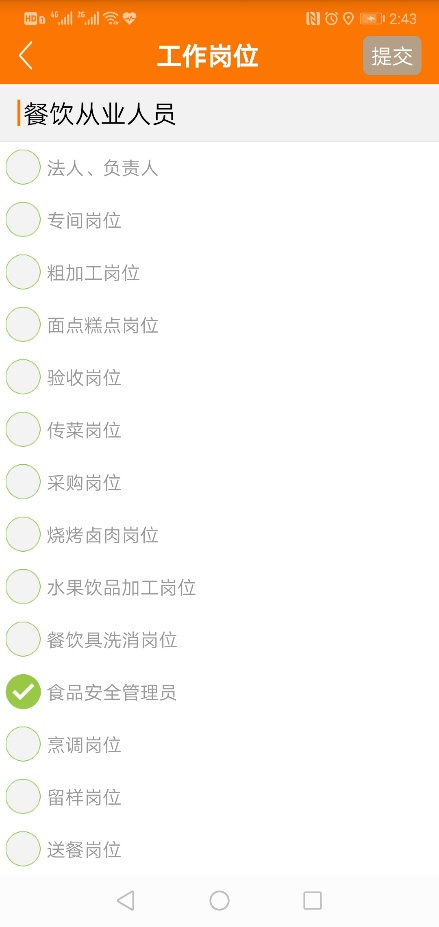 HD 4G 2G 2:43
工作岗位
提交
餐饮从业人员
法人、负责人
专间岗位
粗加工岗位
面点糕点岗位
验收岗位
传菜岗位
采购岗位
烧烤卤肉岗位
水果饮品加工岗位
餐饮具洗消岗位
食品安全管理员
烹调岗位
留样岗位
送餐岗位